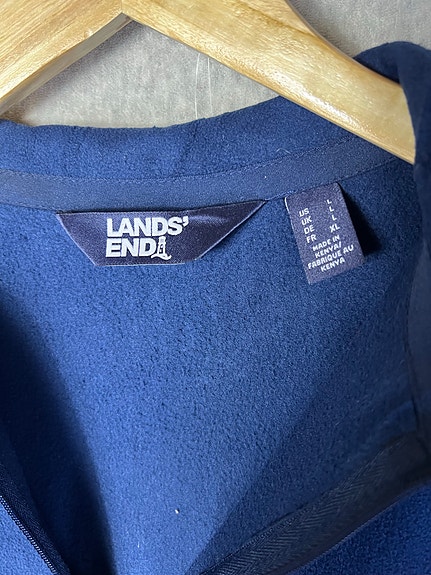 LANDS'
END
US L
UK L
DE L
FR XL
MADE IN
KENYA/
FABRIQUE AU
KENYA